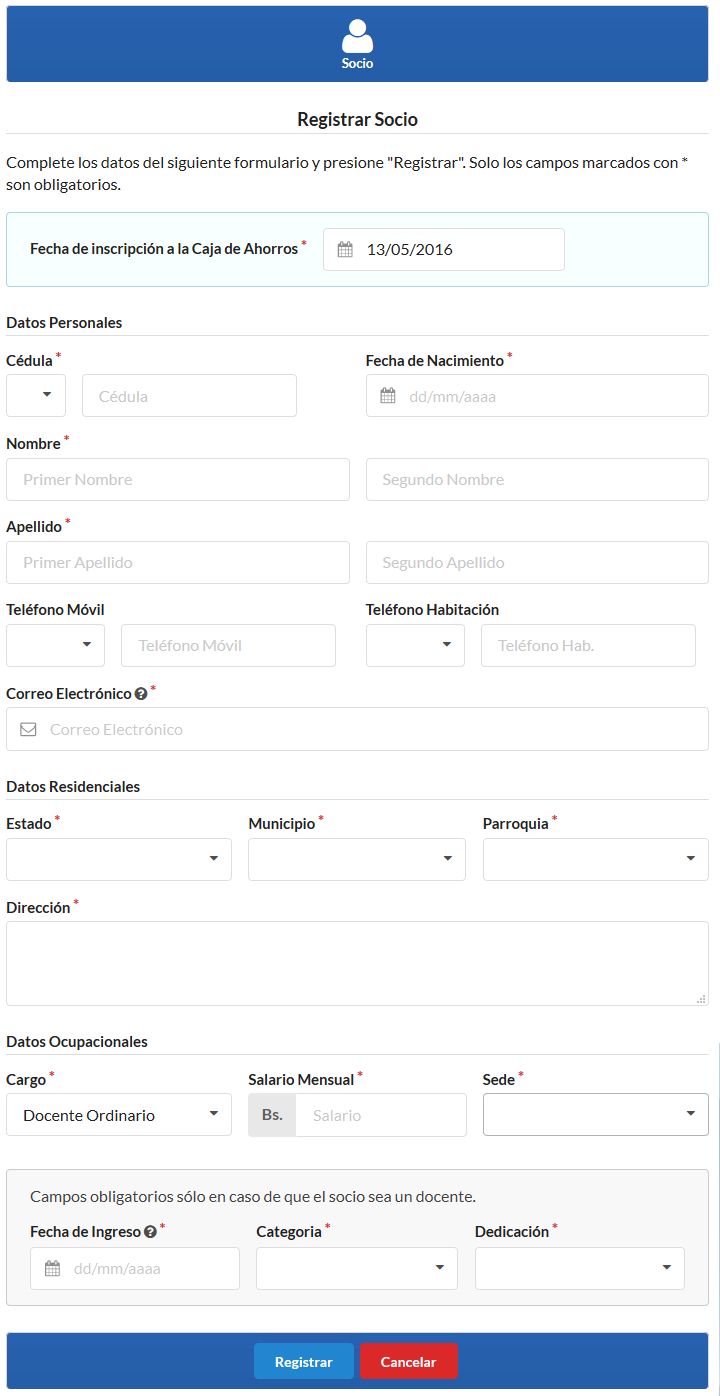 Socio
Registrar Socio
Complete los datos del siguiente formulario y presione "Registrar". Solo los campos marcados con *
son obligatorios.
Fecha de inscripción a la Caja de Ahorros * 13/05/2016
Datos Personales
Cédula * Fecha de Nacimiento *
Cédula dd/mm/aaaa
Nombre *
Primer Nombre Segundo Nombre
Apellido *
Primer Apellido Segundo Apellido
Teléfono Móvil Teléfono Habitación
Teléfono Móvil Teléfono Hab.
Correo Electrónico ? *
Correo Electrónico
Datos Residenciales
Estado * Municipio * Parroquia *
Dirección *
Datos Ocupacionales
Cargo * Salario Mensual * Sede *
Docente Ordinario Bs. Salario
Campos obligatorios sólo en caso de que el socio sea un docente.
Fecha de Ingreso ? * Categoria * Dedicación *
dd/mm/aaaa
Registrar Cancelar